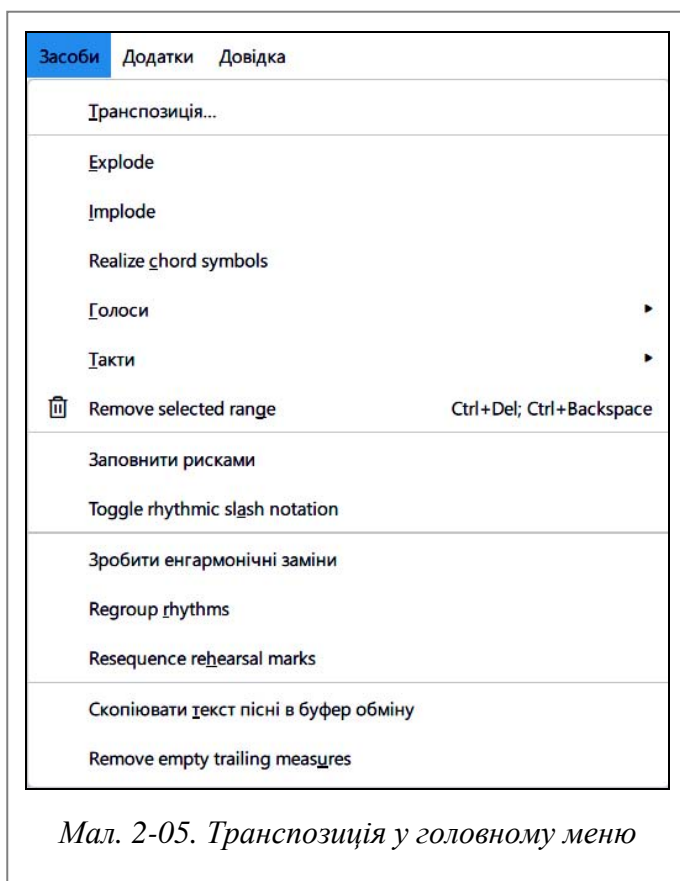 Засоби Додатки Довідка
Транспозиція...
Explode
Implode
Realize chord symbols
Голоси
Такти
Remove selected range Ctrl+Del; Ctrl+Backspace
Заповнити рисками
Toggle rhythmic slash notation
Зробити енгармонічні заміни
Regroup rhythms
Resequence rehearsal marks
Скопіювати текст пісні в буфер обміну
Remove empty trailing measures
Мал. 2-05. Транспозиція у головному меню